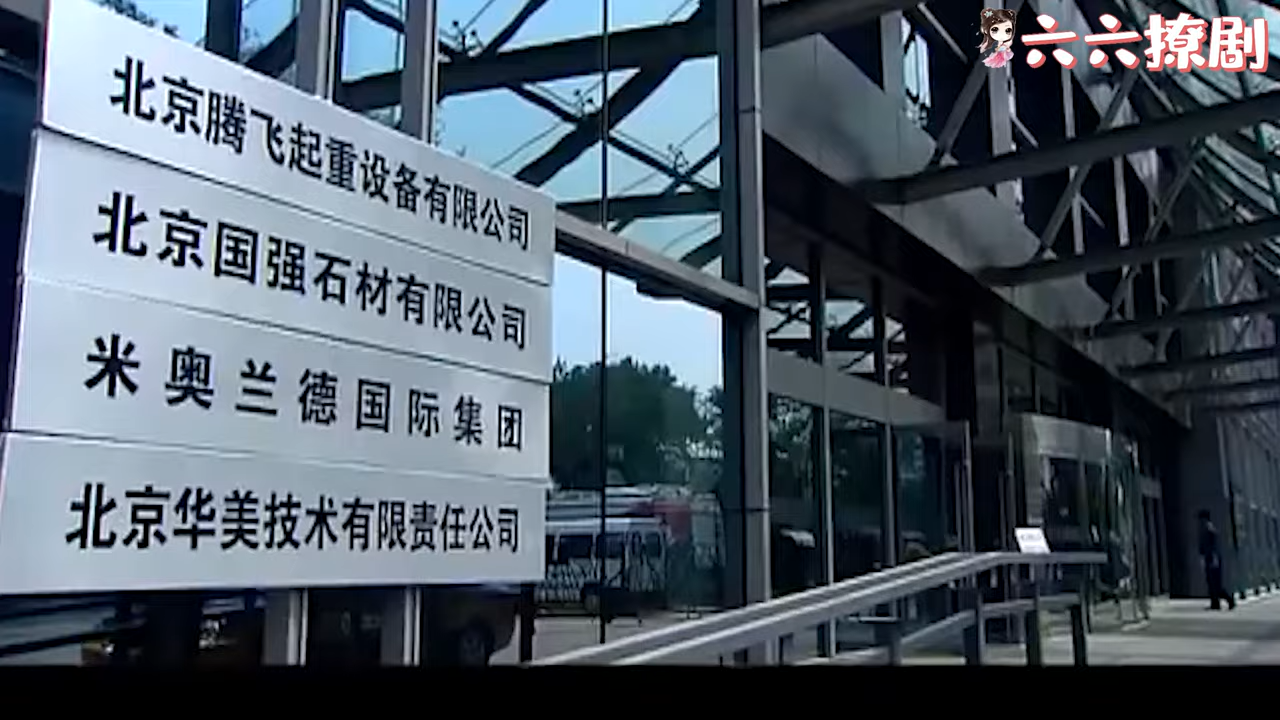 六六撩剧
北京腾飞起重设备有限公司
北京国强石材有限公司
米奥兰德国际集团
北京华美技术有限责任公司